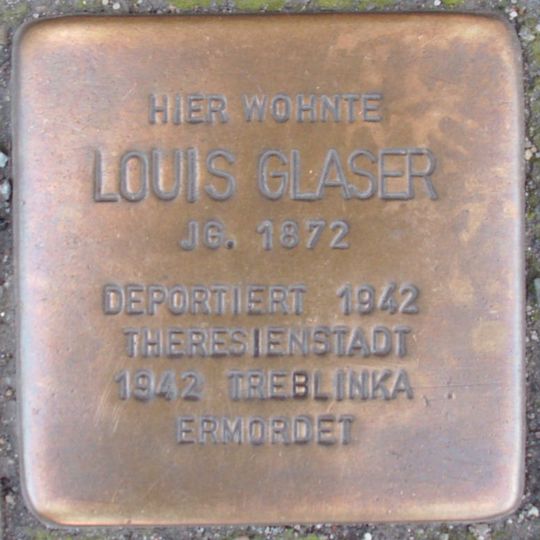 HIER WOHNTE
LOUIS GLASER
JG. 1872
DEPORTIERT 1942
THERESIENSTADT
1942 TREBLINKA
ERMORDET